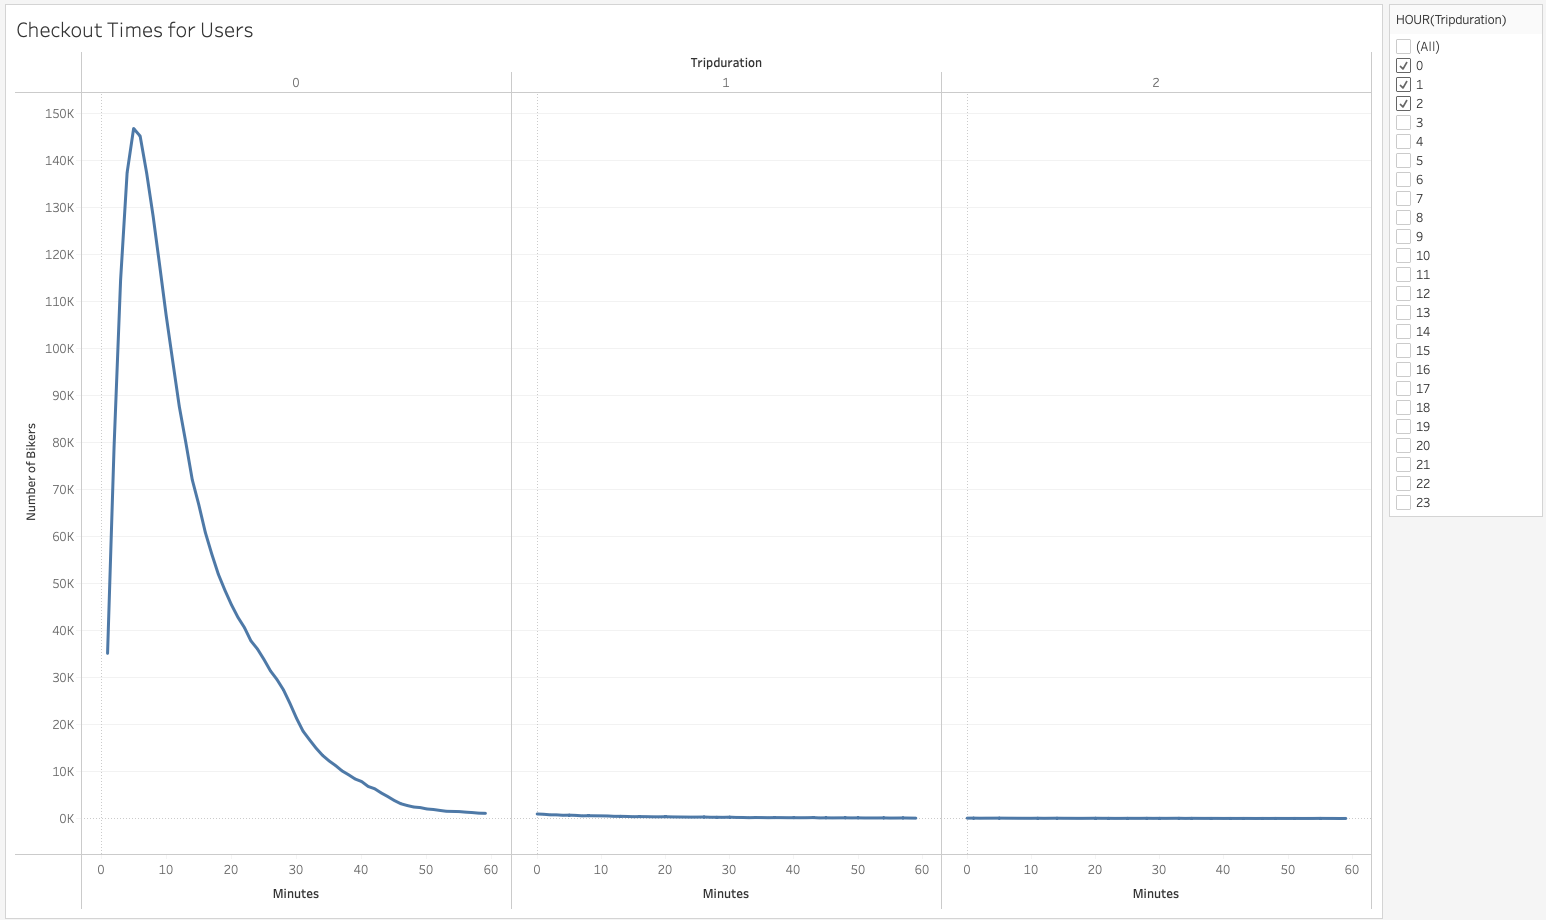 Checkout Times for Users
Tripduration
0 1 2
150K
140K
130K
120K
110K
100K
90K
80K
70K
60K
50K
40K
30K
20K
10K
0K
Number of Bikers
0 10 20 30 40 50 60 0 10 20 30 40 50 60 0 10 20 30 40 50 60
Minutes Minutes Minutes
HOUR(Tripduration)
(All)
0
1
2
3
4
5
6
7
8
9
10
11
12
13
14
15
16
17
18
19
20
21
22
23